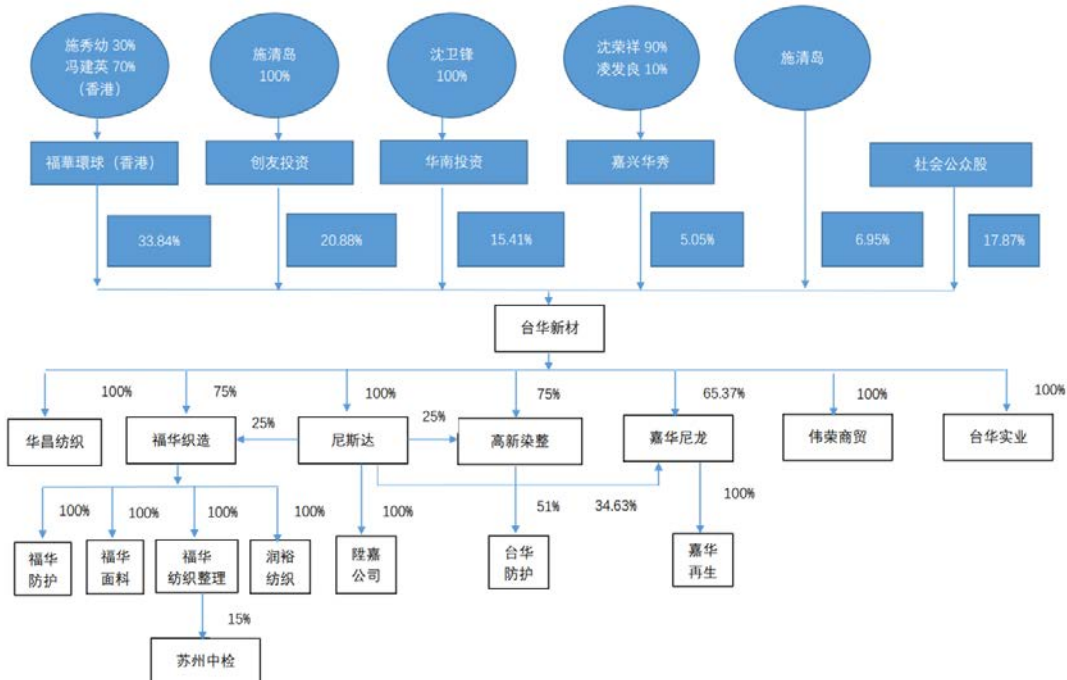 施秀幼 30%
冯建英 70%
（香港）
施清岛
100%
沈卫锋
100%
沈荣祥 90%
凌发良 10%
施清岛
福華環球（香港）
创友投资
华南投资
嘉兴华秀
社会公众股
33.84%
20.88%
15.41%
5.05%
6.95%
17.87%
台华新材
100%
75%
100%
75%
65.37%
100%
100%
华昌纺织
福华织造
25%
尼斯达
25%
高新染整
嘉华尼龙
伟荣商贸
台华实业
100%
100%
100%
100%
100%
51%
34.63%
100%
福华
防护
福华
面料
福华
纺织整理
润裕
纺织
陞嘉
公司
台华
防护
嘉华
再生
15%
苏州中检